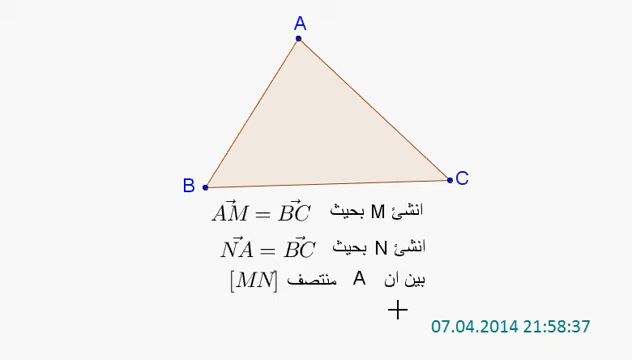 A
B
C
انشئ M بحيث $\vec{AM} = \vec{BC}$
انشئ N بحيث $\vec{NA} = \vec{BC}$
بين ان A منتصف [MN]
07.04.2014 21:58:37